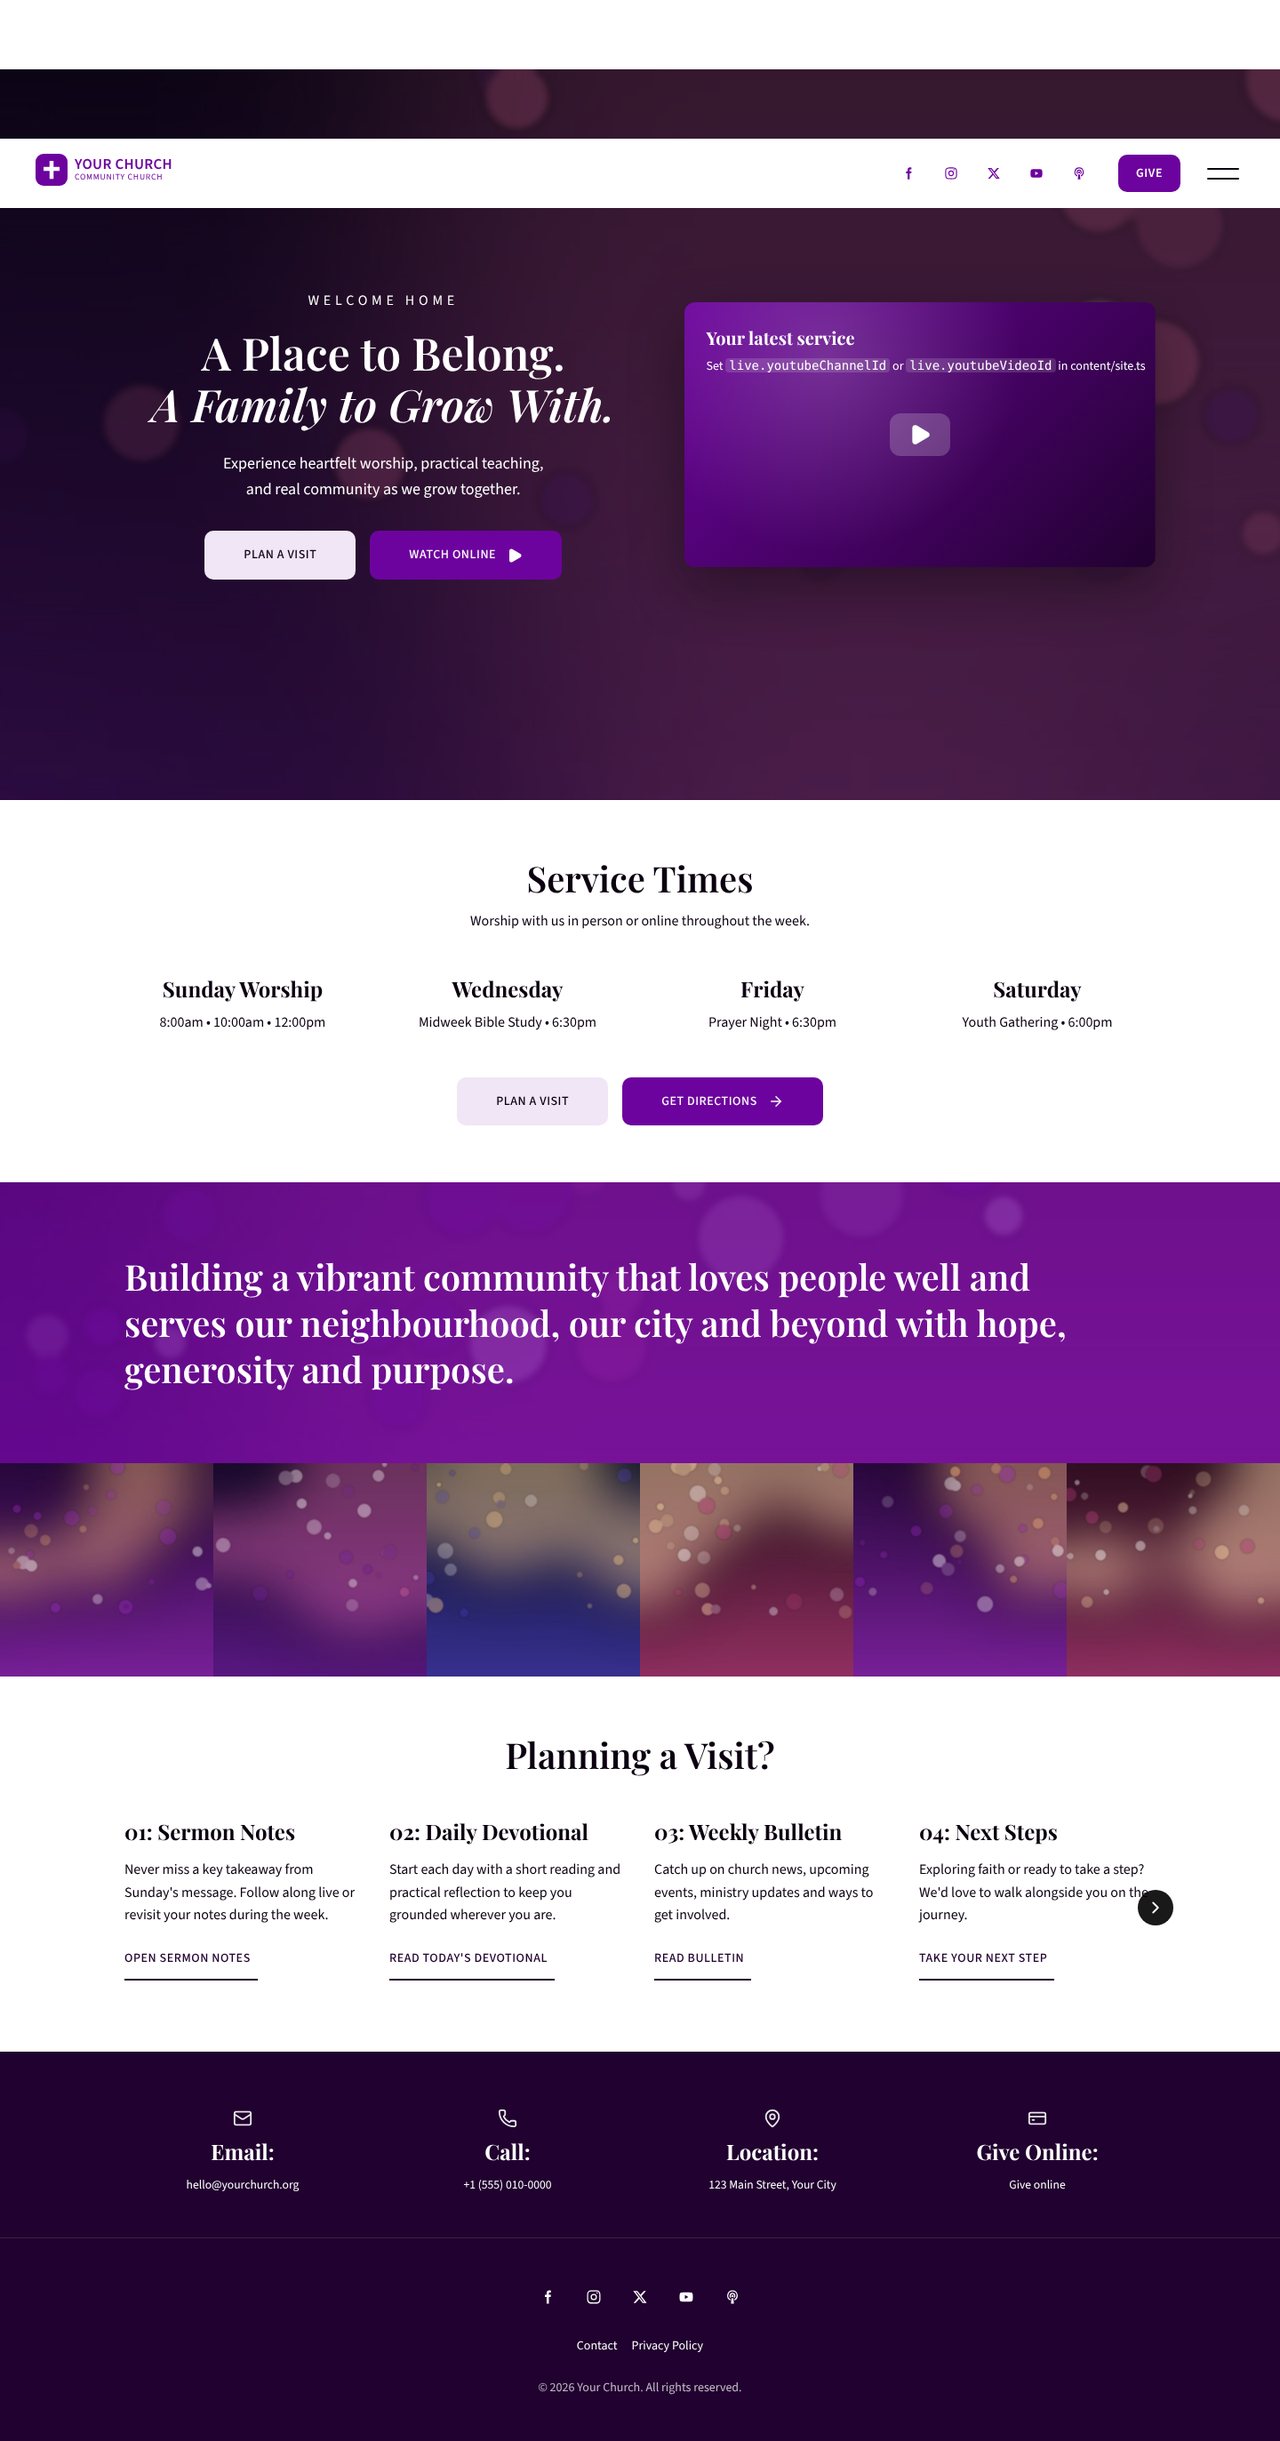 YOUR CHURCH
COMMUNITY CHURCH
GIVE
WELCOME HOME
A Place to Belong.
A Family to Grow With.
Experience heartfelt worship, practical teaching,
and real community as we grow together.
PLAN A VISIT
WATCH ONLINE
Your latest service
Set live.youtubeChannelId or live.youtubeVideoId in content/site.ts
Service Times
Worship with us in person or online throughout the week.
Sunday Worship
8:00am • 10:00am • 12:00pm
Wednesday
Midweek Bible Study • 6:30pm
Friday
Prayer Night • 6:30pm
Saturday
Youth Gathering • 6:00pm
PLAN A VISIT
GET DIRECTIONS
Building a vibrant community that loves people well and
serves our neighbourhood, our city and beyond with hope,
generosity and purpose.
Planning a Visit?
01: Sermon Notes
Never miss a key takeaway from
Sunday's message. Follow along live or
revisit your notes during the week.
OPEN SERMON NOTES
02: Daily Devotional
Start each day with a short reading and
practical reflection to keep you
grounded wherever you are.
READ TODAY'S DEVOTIONAL
03: Weekly Bulletin
Catch up on church news, upcoming
events, ministry updates and ways to
get involved.
READ BULLETIN
04: Next Steps
Exploring faith or ready to take a step?
We'd love to walk alongside you on the
journey.
TAKE YOUR NEXT STEP
Email:
hello@yourchurch.org
Call:
+1 (555) 010-0000
Location:
123 Main Street, Your City
Give Online:
Give online
Contact Privacy Policy
© 2026 Your Church. All rights reserved.